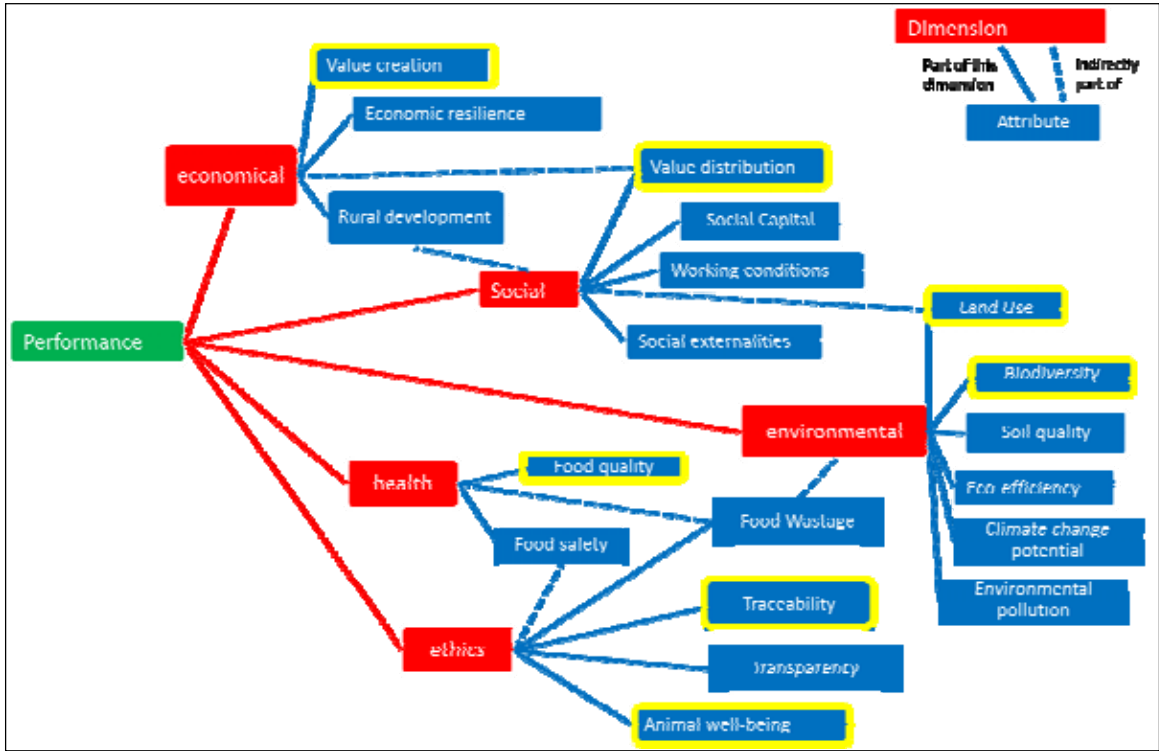 Dimension
Value creation
Part of this
dimension
Indirectly
part of
Economic resilience
Attribute
economical
Value distribution
Rural development
Social Capital
Working conditions
Social
Land Use
Performance
Social externalities
Biodiversity
environmental
Soil quality
Food quality
health
Eco efficiency
Food Wastage
Food safety
Climate change
potential
Traceability
Environmental
pollution
ethics
Transparency
Animal well-being